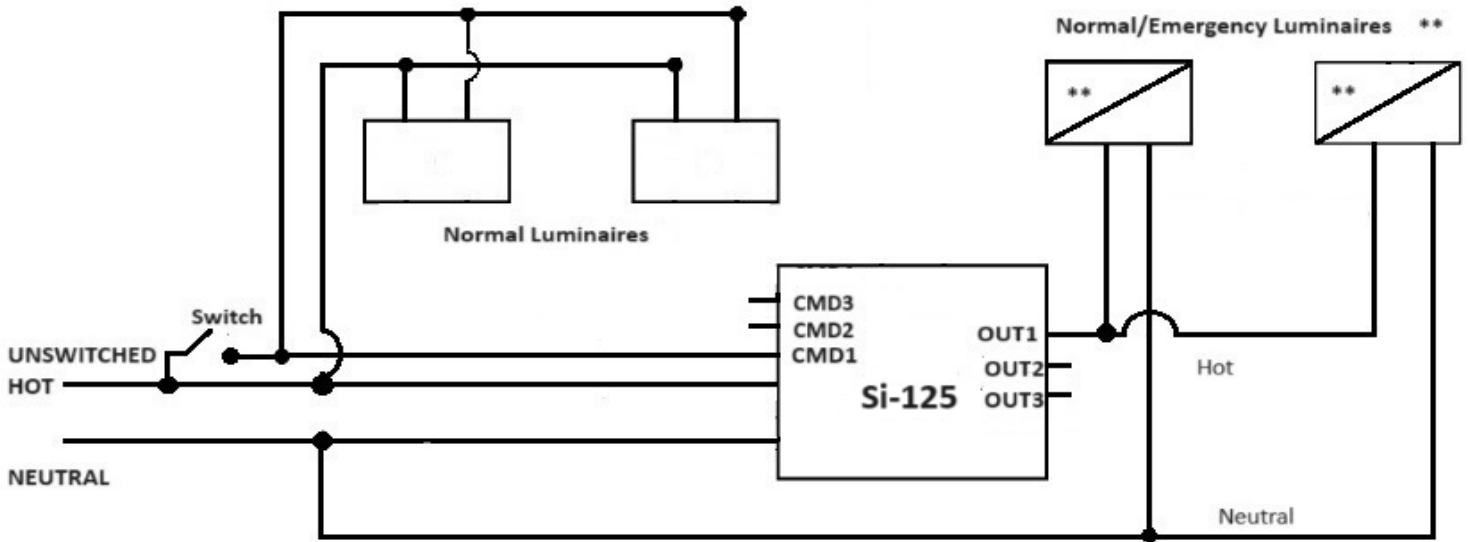 Normal/Emergency Luminaires **
**
**
Normal Luminaires
Switch
UNSWITCHED
HOT
NEUTRAL
CMD3
CMD2
CMD1
OUT1
OUT2
OUT3
Si-125
Hot
Neutral